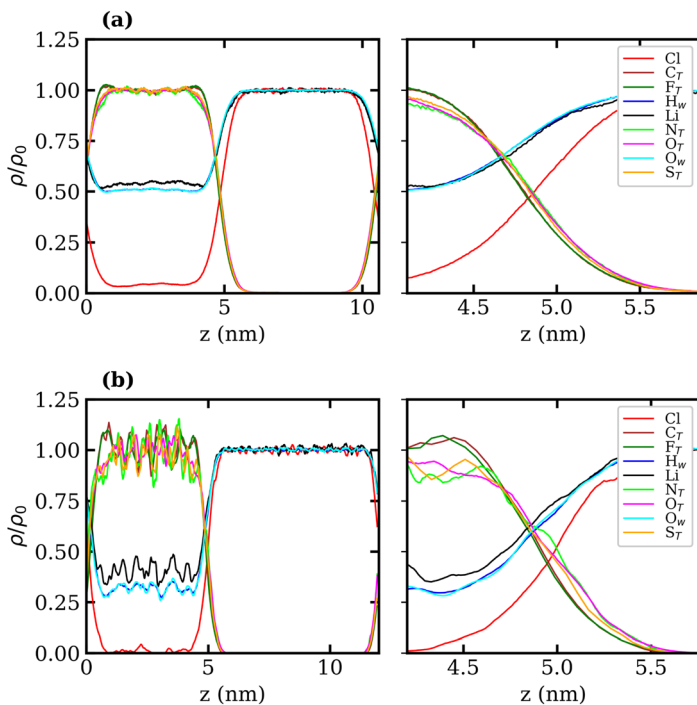 (a)
1.25
1.00
0.75
0.50
0.25
0.00
ρ/ρ0
0
5
10
z (nm)
4.5
5.0
5.5
z (nm)
Cl
CT
FT
Hw
Li
NT
OT
Ow
ST
(b)
1.25
1.00
0.75
0.50
0.25
0.00
ρ/ρ0
0
5
10
z (nm)
4.5
5.0
5.5
z (nm)
Cl
CT
FT
Hw
Li
NT
OT
Ow
ST